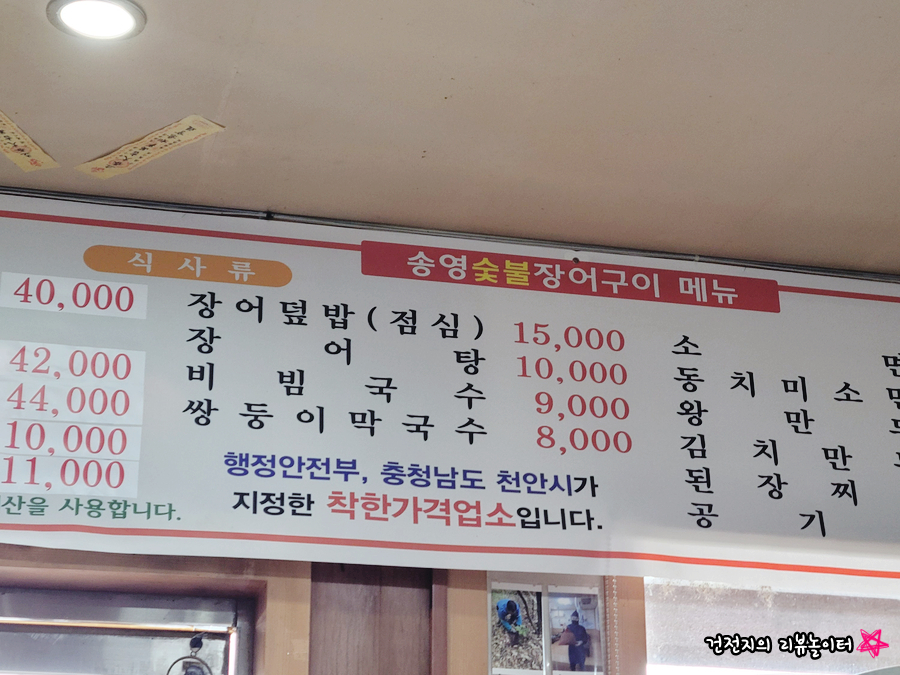 송영숯불장어구이 메뉴
식사류
40,000
42,000
44,000
10,000
11,000
산을 사용합니다.
장어덮밥(점심) 15,000
장어탕 10,000
비빔국수 9,000
쌍둥이막국수 8,000
행정안전부, 충청남도 천안시가
지정한 착한가격업소입니다.
소 면
동치미소면
왕만
김치만
된장찌
공기
건전지의 리뷰놀이터